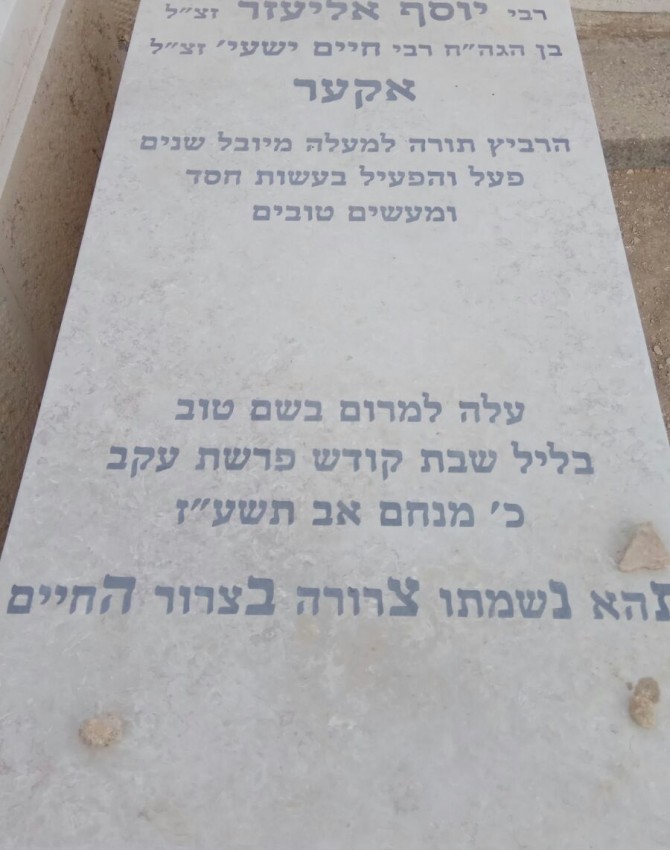 רבי יוסף אליעזר זצ״ל
בן הגה״ח רבי חיים ישעי׳ זצ״ל
אקער
הרביץ תורה למעלה מיובל שנים
פעל והפעיל בעשות חסד
ומעשים טובים
עלה למרום בשם טוב
בליל שבת קודש פרשת עקב
כ׳ מנחם אב תשע״ז
תהא נשמתו צרורה בצרור החיים